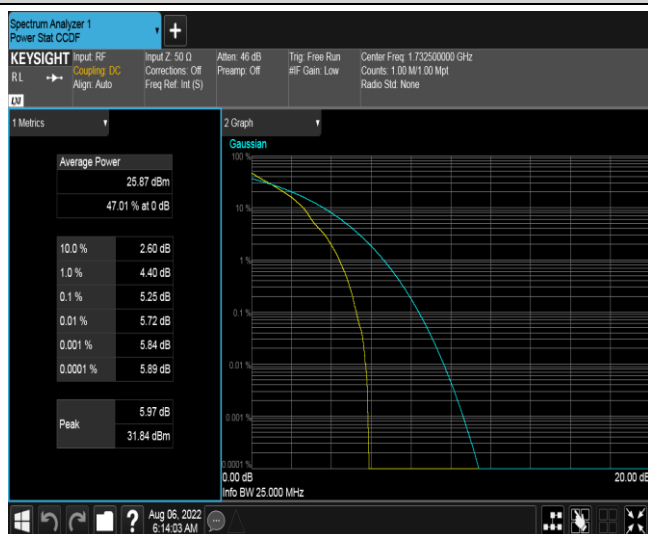 Spectrum Analyzer 1
Power Stat CCDF
+
KEYSIGHT
RL
LXI
Input: RF
Coupling: DC
Align: Auto
Input Z: 50 Ω
Corrections: Off
Freq Ref: Int (S)
Atten: 46 dB
Preamp: Off
Trig: Free Run
#IF Gain: Low
Center Freq: 1.732500000 GHz
Counts: 1.00 M/1.00 Mpt
Radio Std: None
1 Metrics
Average Power
25.87 dBm
47.01 % at 0 dB
10.0 % 2.60 dB
1.0 % 4.40 dB
0.1 % 5.25 dB
0.01 % 5.72 dB
0.001 % 5.84 dB
0.0001 % 5.89 dB
Peak
5.97 dB
31.84 dBm
2 Graph
Gaussian
100 %
10 %
1 %
0.1 %
0.01 %
0.001 %
0.0001 %
0.00 dB 20.00 dB
Info BW 25.000 MHz
?
Aug 06, 2022
6:14:03 AM